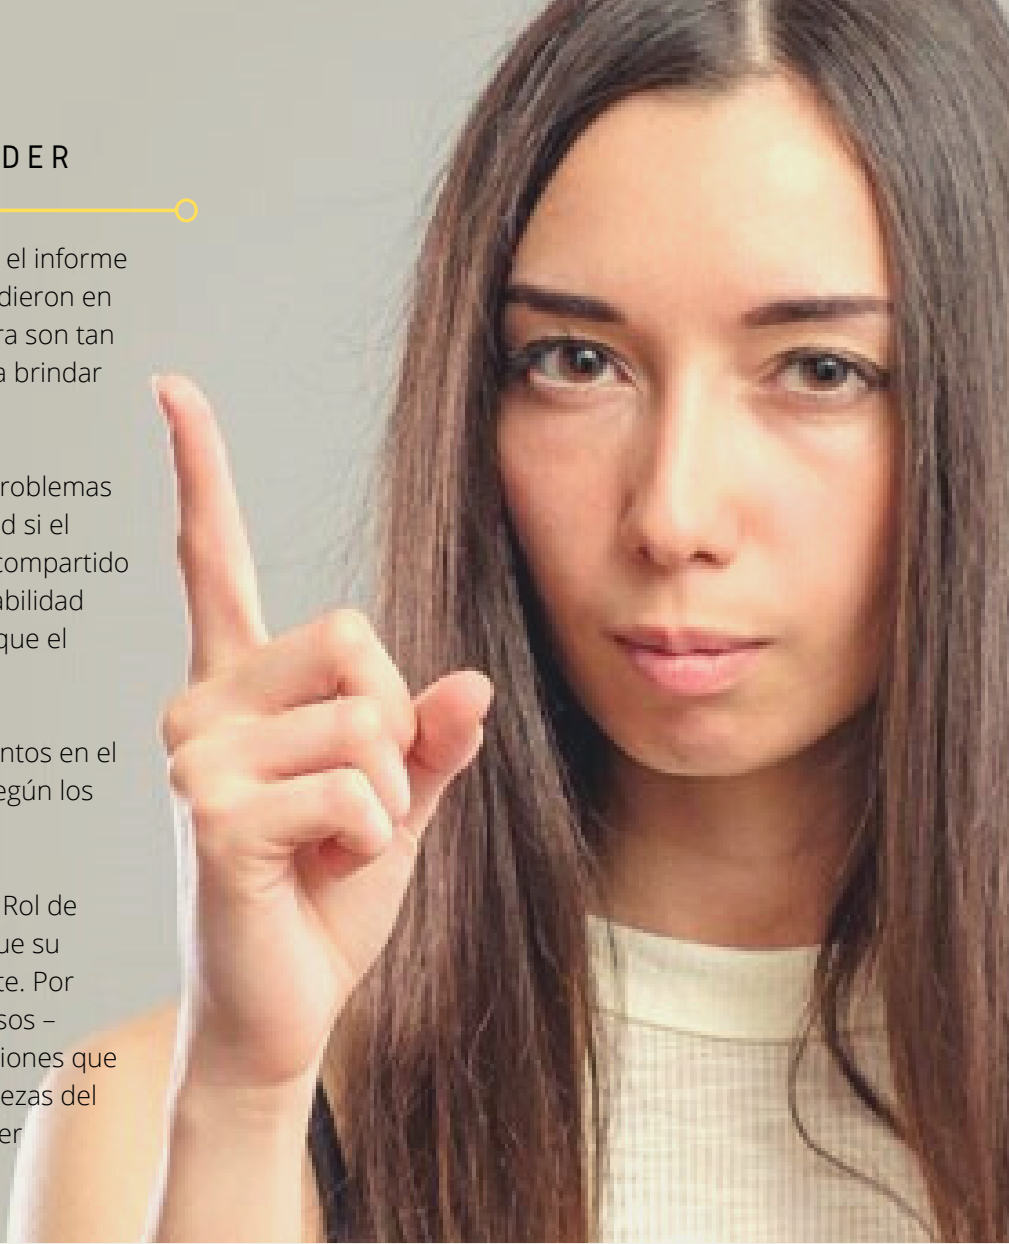 DER
el informe
dieron en
ra son tan
a brindar
roblemas
d si el
compartido
abilidad
que el
ntos en el
egún los
Rol de
ue su
te. Por
sos –
iones que
ezas del
er